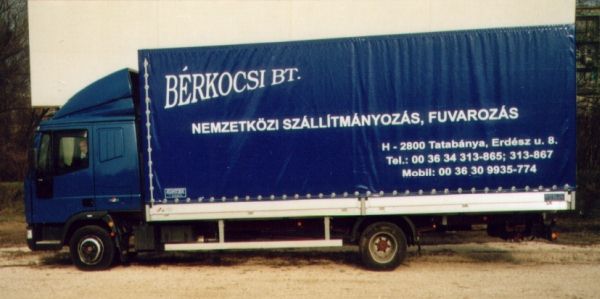 BÉRKOCSI BT.
NEMZETKÖZI SZÁLLÍTMÁNYOZÁS, FUVAROZÁS
H - 2800 Tatabánya, Erdész u. 8.
Tel.: 00 36 34 313-865; 313-867
Mobil: 00 36 30 9935-774